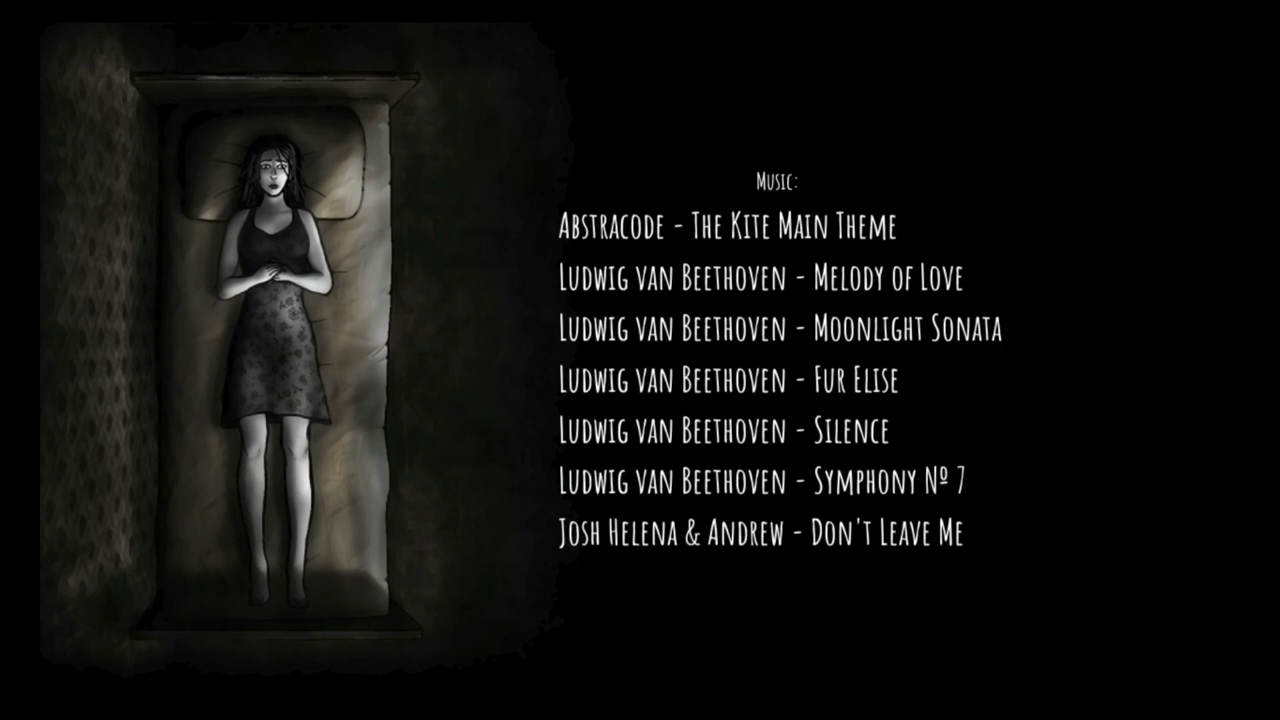 Music:
Abstracode - The Kite Main Theme
Ludwig van Beethoven - Melody of Love
Ludwig van Beethoven - Moonlight Sonata
Ludwig van Beethoven - Fur Elise
Ludwig van Beethoven - Silence
Ludwig van Beethoven - Symphony Nº 7
Josh Helena & Andrew - Don't Leave Me